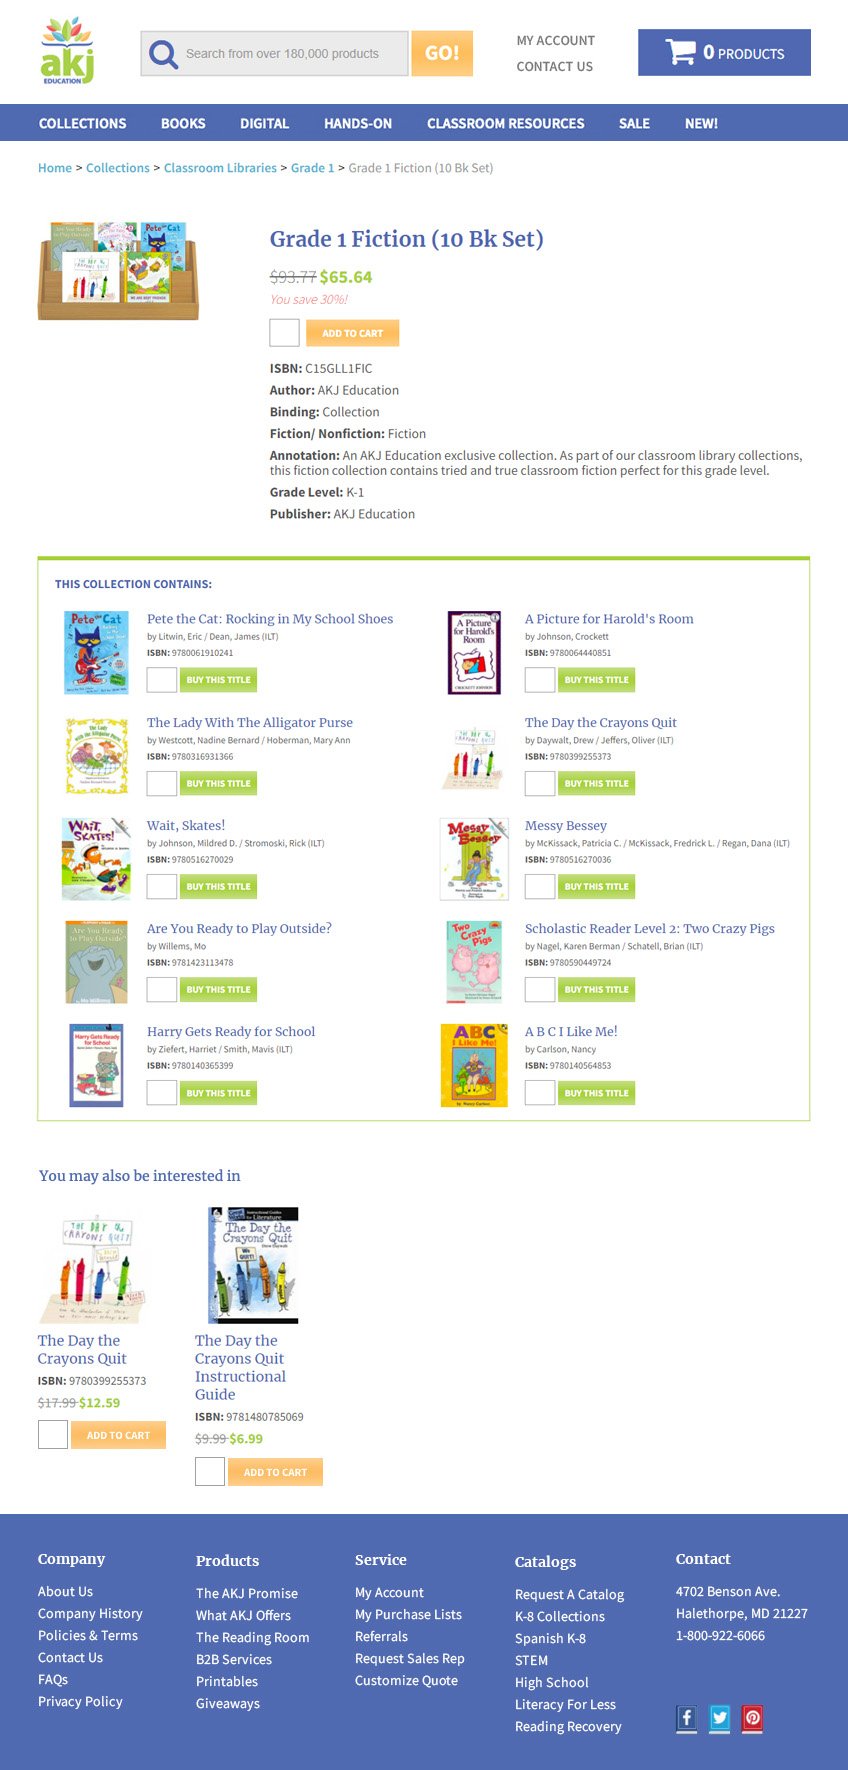 akj
EDUCATION
Search from over 180,000 products
GO!
MY ACCOUNT
CONTACT US
0 PRODUCTS
COLLECTIONS BOOKS DIGITAL HANDS-ON CLASSROOM RESOURCES SALE NEW!
Home > Collections > Classroom Libraries > Grade 1 > Grade 1 Fiction (10 Bk Set)
Grade 1 Fiction (10 Bk Set)
$93.77 $65.64
You save 30%!
ADD TO CART
ISBN: C15GLL1FIC
Author: AKJ Education
Binding: Collection
Fiction/ Nonfiction: Fiction
Annotation: An AKJ Education exclusive collection. As part of our classroom library collections,
this fiction collection contains tried and true classroom fiction perfect for this grade level.
Grade Level: K-1
Publisher: AKJ Education
THIS COLLECTION CONTAINS:
Pete the Cat: Rocking in My School Shoes
by Litwin, Eric / Dean, James (ILT)
ISBN: 9780061910241
BUY THIS TITLE
A Picture for Harold's Room
by Johnson, Crockett
ISBN: 9780064440851
BUY THIS TITLE
The Lady With The Alligator Purse
by Westcott, Nadine Bernard / Hoberman, Mary Ann
ISBN: 9780316931366
BUY THIS TITLE
The Day the Crayons Quit
by Daywalt, Drew / Jeffers, Oliver (ILT)
ISBN: 9780399255373
BUY THIS TITLE
Wait, Skates!
by Johnson, Mildred D. / Stromoski, Rick (ILT)
ISBN: 9780516270029
BUY THIS TITLE
Messy Bessey
by McKissack, Patricia C. / McKissack, Fredrick L. / Regan, Dana (ILT)
ISBN: 9780516270036
BUY THIS TITLE
Are You Ready to Play Outside?
by Willems, Mo
ISBN: 9781423113478
BUY THIS TITLE
Scholastic Reader Level 2: Two Crazy Pigs
by Nagel, Karen Berman / Schatell, Brian (ILT)
ISBN: 9780590449724
BUY THIS TITLE
Harry Gets Ready for School
by Ziefert, Harriet / Smith, Mavis (ILT)
ISBN: 9780140365399
BUY THIS TITLE
A B C I Like Me!
by Carlson, Nancy
ISBN: 9780140564853
BUY THIS TITLE
You may also be interested in
The Day the
Crayons Quit
ISBN: 9780399255373
$17.99 $12.59
ADD TO CART
The Day the
Crayons Quit
Instructional
Guide
ISBN: 9781480785069
$9.99 $6.99
ADD TO CART
Company
About Us
Company History
Policies & Terms
Contact Us
FAQs
Privacy Policy
Products
The AKJ Promise
What AKJ Offers
The Reading Room
B2B Services
Printables
Giveaways
Service
My Account
My Purchase Lists
Referrals
Request Sales Rep
Customize Quote
Catalogs
Request A Catalog
K-8 Collections
Spanish K-8
STEM
High School
Literacy For Less
Reading Recovery
Contact
4702 Benson Ave.
Halethorpe, MD 21227
1-800-922-6066